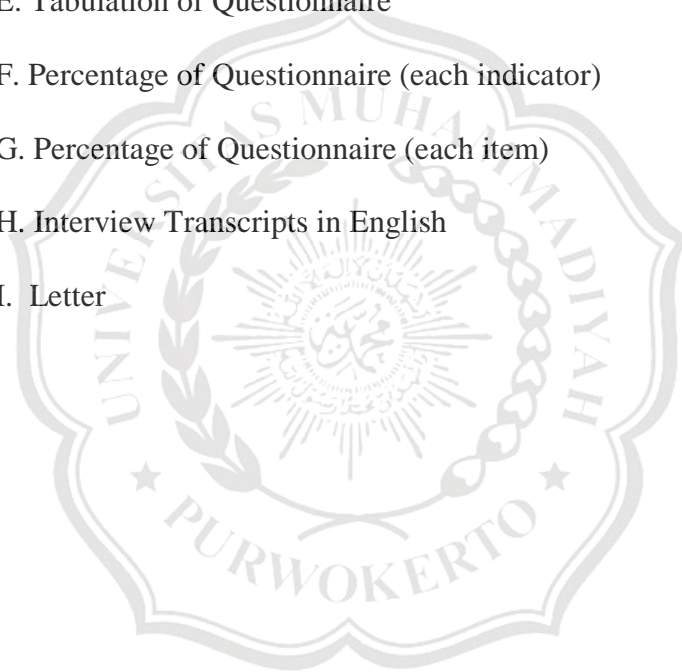 E. Tabulation of Questionnaire
F. Percentage of Questionnaire (each indicator)
G. Percentage of Questionnaire (each item)
H. Interview Transcripts in English
I. Letter
UNIVERSITAS MUHAMMADIYAH
PURWOKERTO